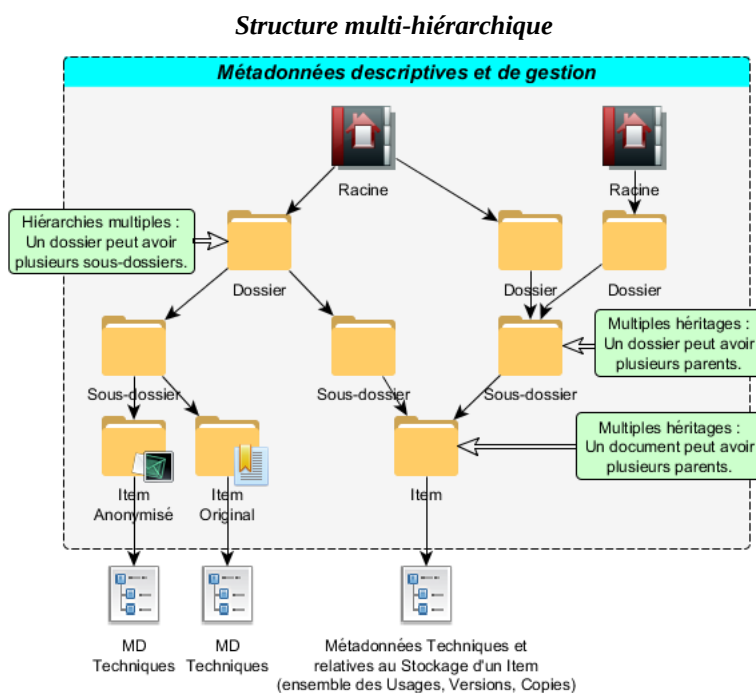 Structure multi-hiérarchique
Métadonnées descriptives et de gestion
Racine
Racine
Hiérarchies multiples :
Un dossier peut avoir
plusieurs sous-dossiers.
Dossier
Dossier
Dossier
Multiples héritages :
Un dossier peut avoir
plusieurs parents.
Sous-dossier
Sous-dossier
Sous-dossier
Multiples héritages :
Un document peut avoir
plusieurs parents.
Item
Anonymisé
Item
Original
Item
MD
Techniques
MD
Techniques
Métadonnées Techniques et
relatives au Stockage d'un Item
(ensemble des Usages, Versions, Copies)